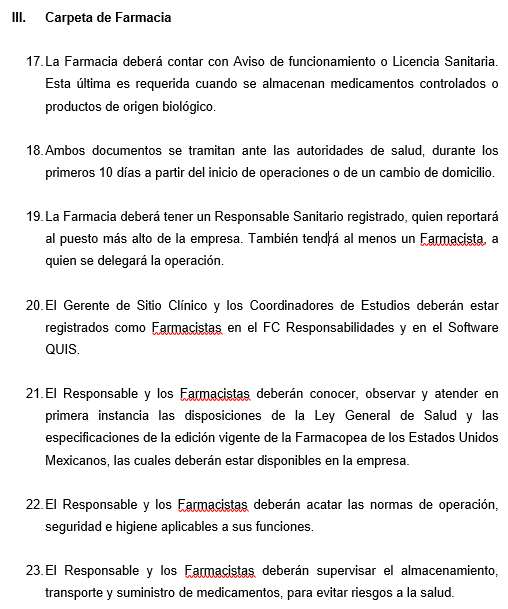 III. Carpeta de Farmacia
17. La Farmacia deberá contar con Aviso de funcionamiento o Licencia Sanitaria.
Esta última es requerida cuando se almacenan medicamentos controlados o
productos de origen biológico.
18. Ambos documentos se tramitan ante las autoridades de salud, durante los
primeros 10 días a partir del inicio de operaciones o de un cambio de domicilio.
19. La Farmacia deberá tener un Responsable Sanitario registrado, quien reportará
al puesto más alto de la empresa. También tendrá al menos un Farmacista, a
quien se delegará la operación.
20. El Gerente de Sitio Clínico y los Coordinadores de Estudios deberán estar
registrados como Farmacistas en el FC Responsabilidades y en el Software
QUIS.
21. El Responsable y los Farmacistas deberán conocer, observar y atender en
primera instancia las disposiciones de la Ley General de Salud y las
especificaciones de la edición vigente de la Farmacopea de los Estados Unidos
Mexicanos, las cuales deberán estar disponibles en la empresa.
22. El Responsable y los Farmacistas deberán acatar las normas de operación,
seguridad e higiene aplicables a sus funciones.
23. El Responsable y los Farmacistas deberán supervisar el almacenamiento,
transporte y suministro de medicamentos, para evitar riesgos a la salud.